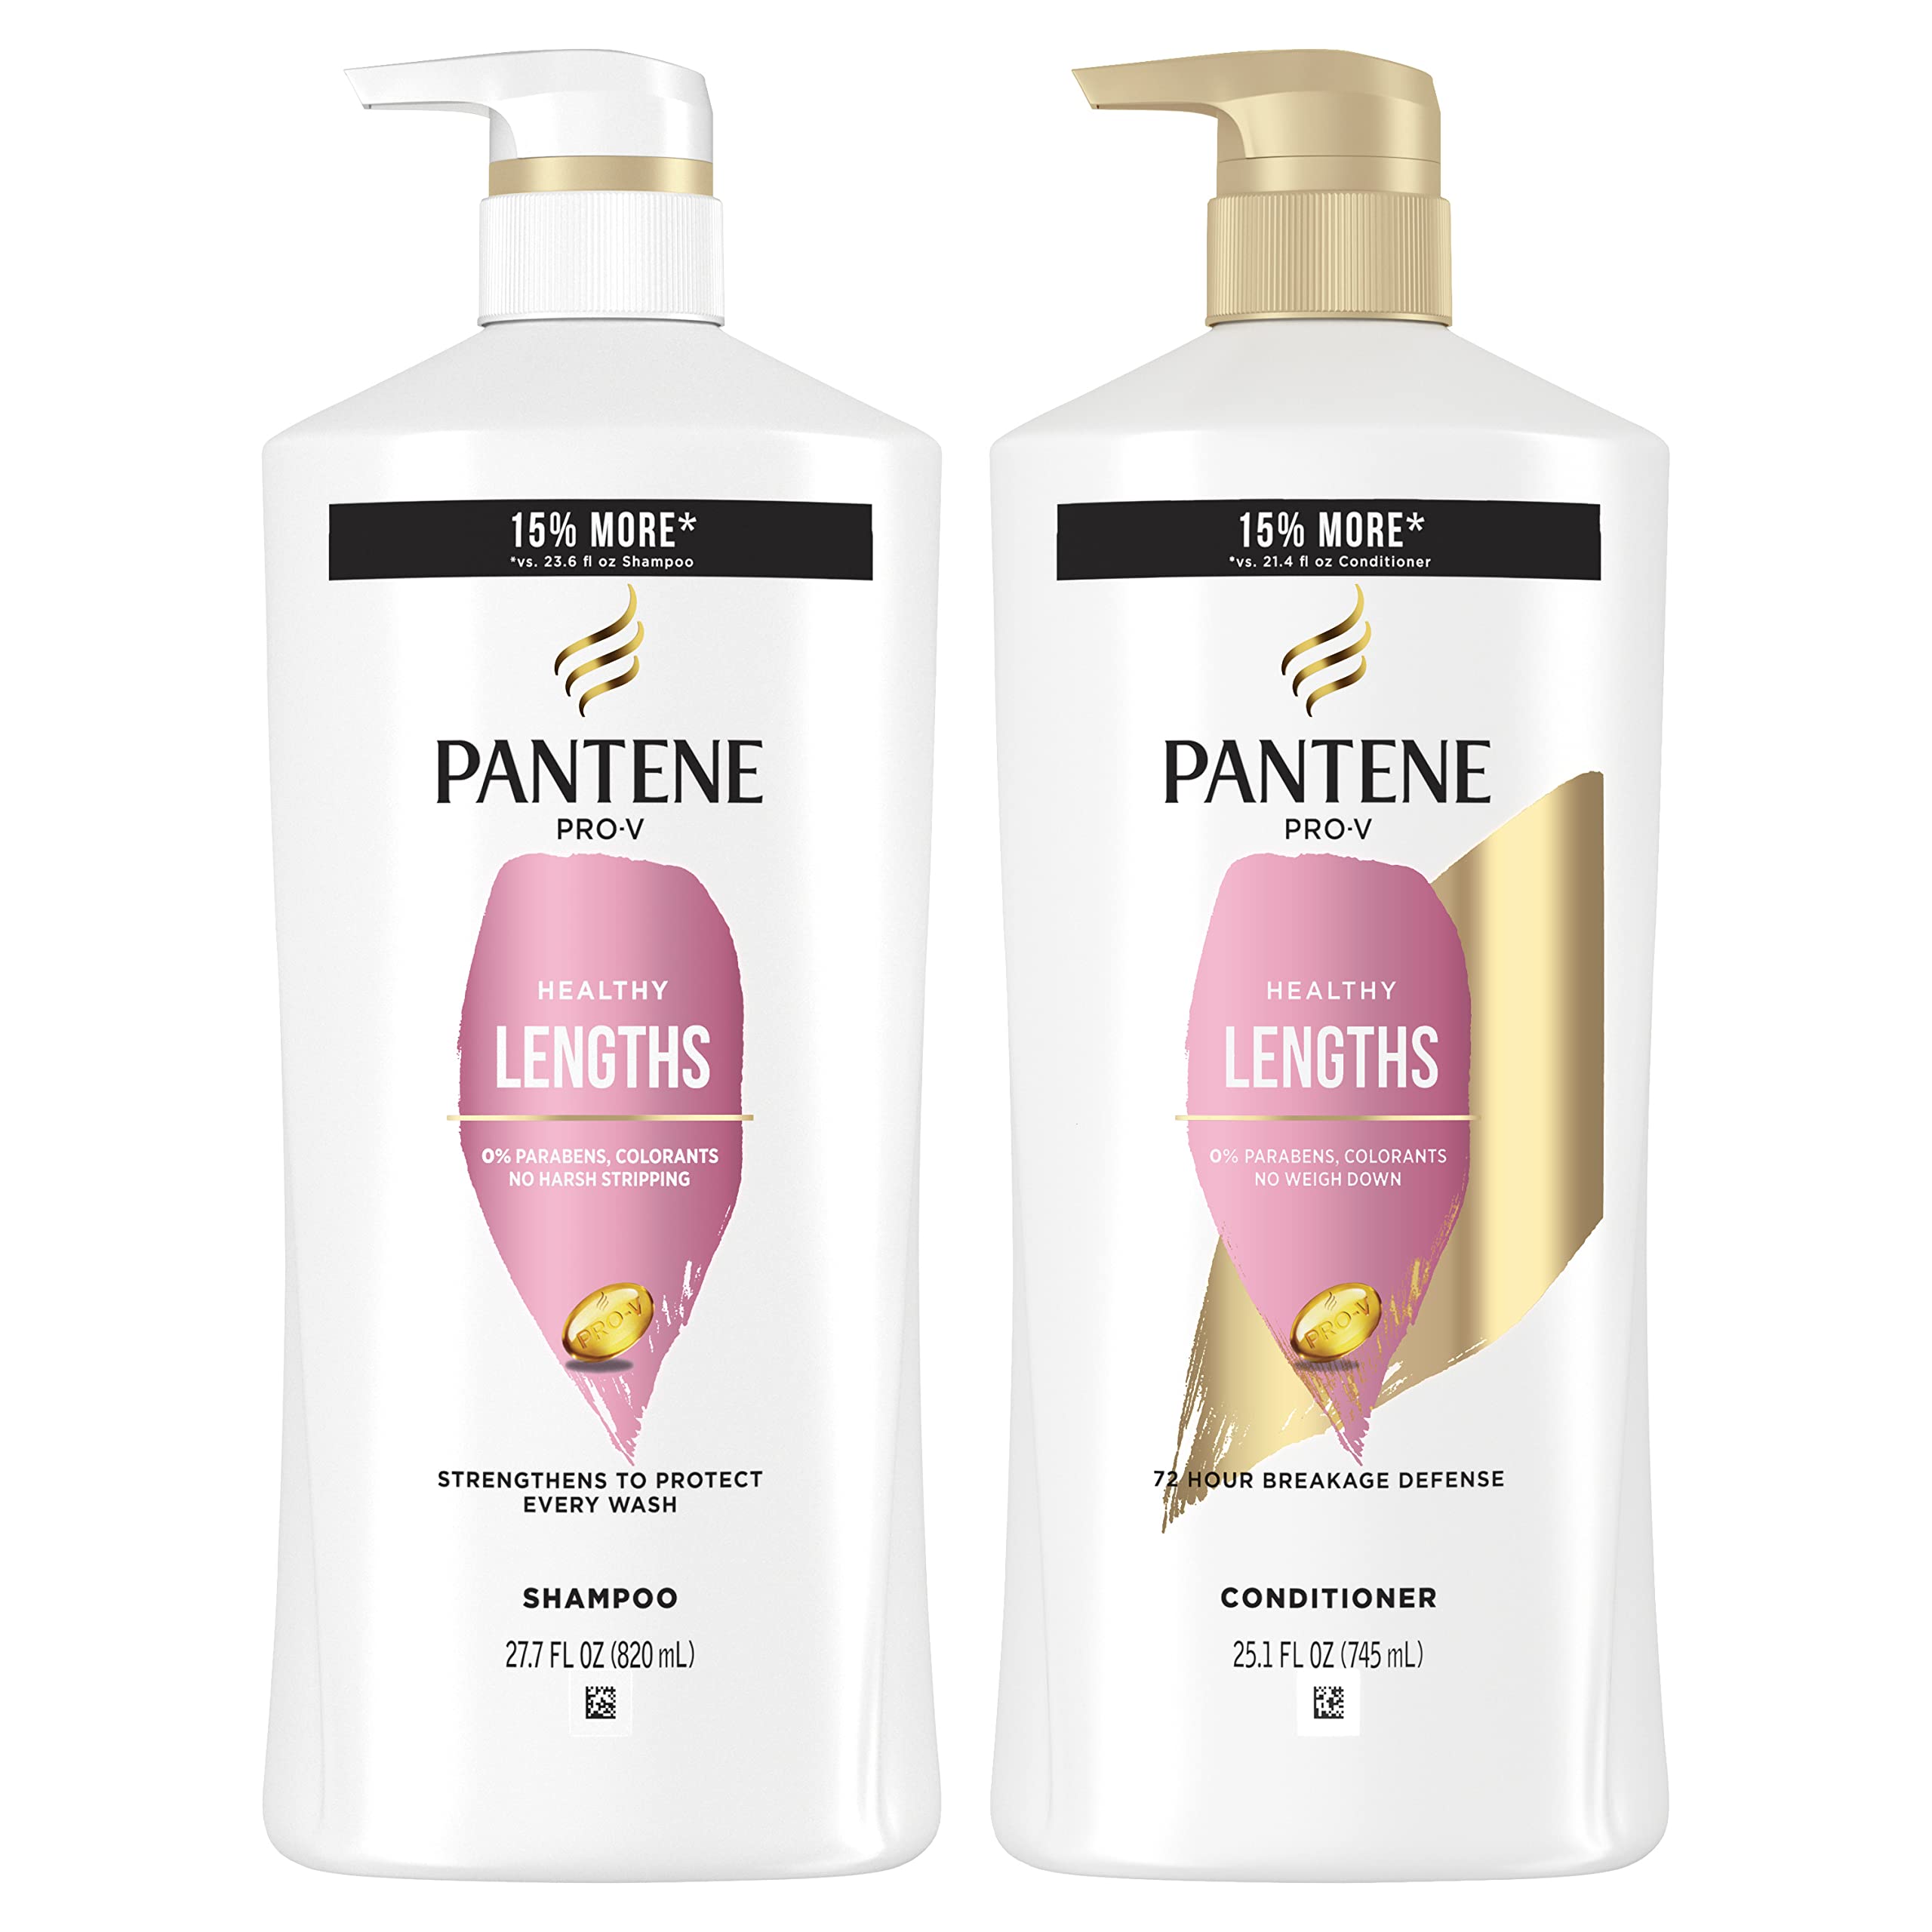 15% MORE*
*vs. 23.6 fl oz Shampoo
PANTENE
PRO-V
HEALTHY
LENGTHS
0% PARABENS, COLORANTS
NO HARSH STRIPPING
PRO-V
STRENGTHENS TO PROTECT
EVERY WASH
SHAMPOO
27.7 FL OZ (820 mL)
15% MORE*
*vs. 21.4 fl oz Conditioner
PANTENE
PRO-V
HEALTHY
LENGTHS
0% PARABENS, COLORANTS
NO WEIGH DOWN
PRO-V
72 HOUR BREAKAGE DEFENSE
CONDITIONER
25.1 FL OZ (745 mL)